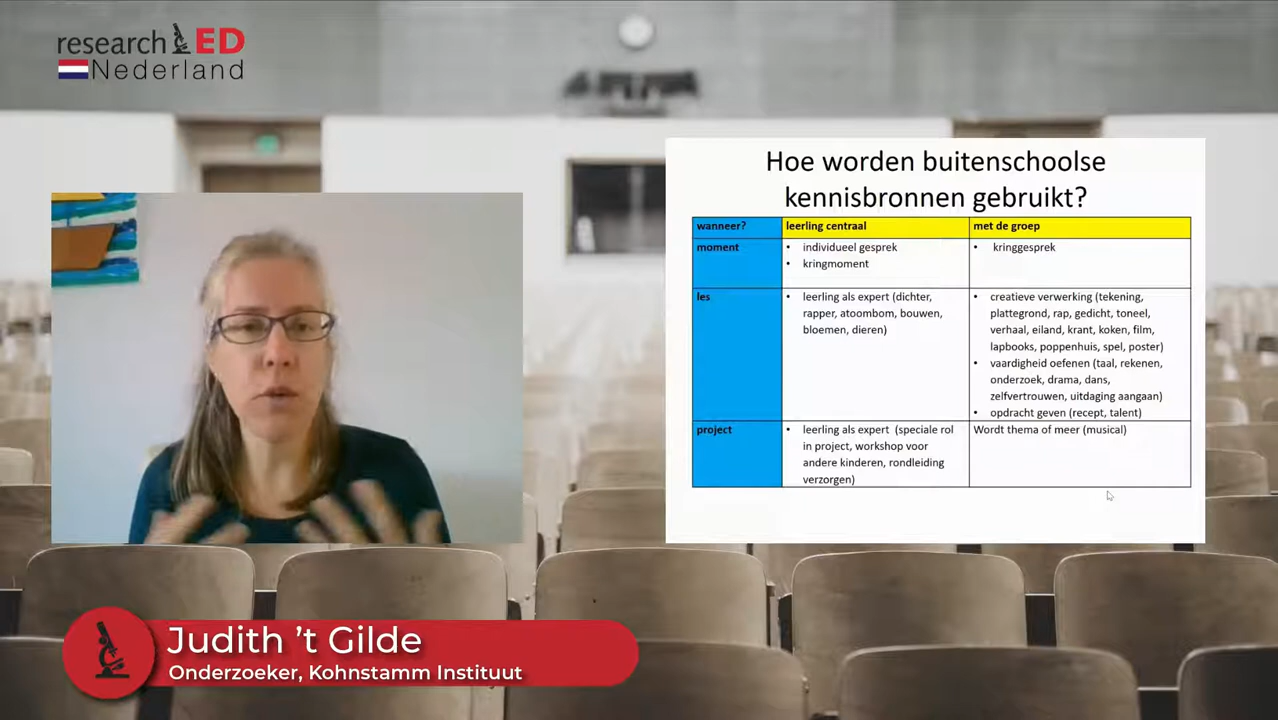 researchED
Nederland
Hoe worden buitenschoolse
kennisbronnen gebruikt?
wanneer?
leerling centraal
met de groep
moment
• individueel gesprek
• kringmoment
• kringgesprek
les
• leerling als expert (dichter,
rapper, atoombom, bouwen,
bloemen, dieren)
• creatieve verwerking (tekening,
plattegrond, rap, gedicht, toneel,
verhaal, eiland, krant, koken, film,
lapbooks, poppenhuis, spel, poster)
• vaardigheid oefenen (taal, rekenen,
onderzoek, drama, dans,
zelfvertrouwen, uitdaging aangaan)
• opdracht geven (recept, talent)
project
• leerling als expert (speciale rol
in project, workshop voor
andere kinderen, rondleiding
verzorgen)
Wordt thema of meer (musical)
Judith ’t Gilde
Onderzoeker, Kohnstamm Instituut